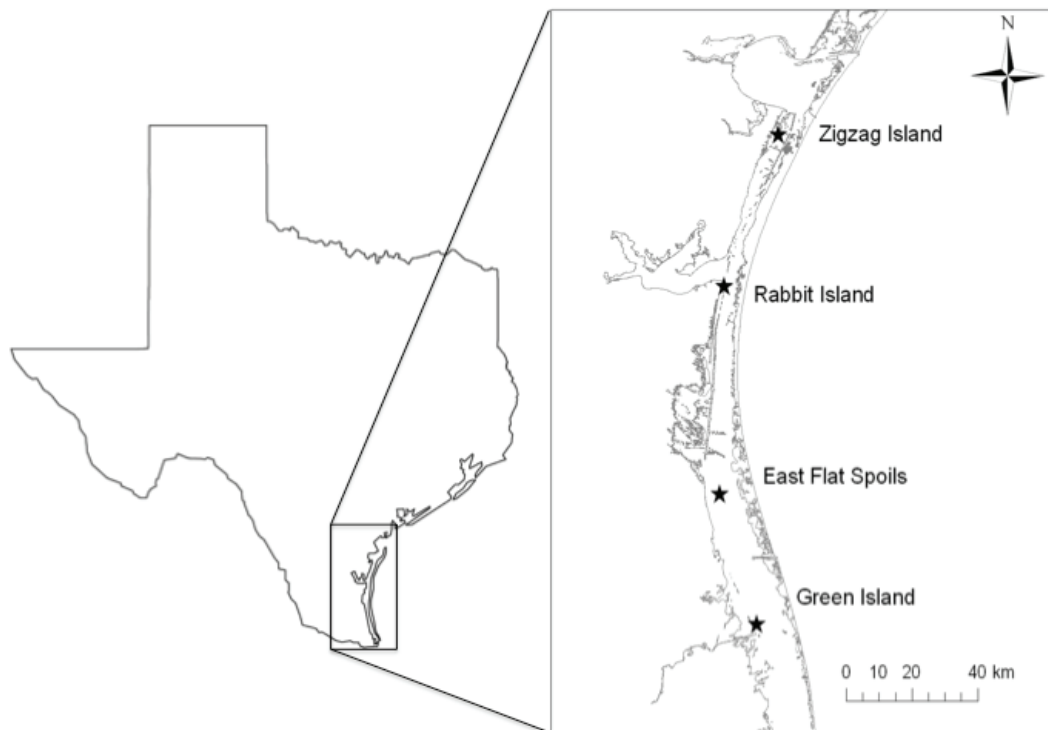 N
Zigzag Island
Rabbit Island
East Flat Spoils
Green Island
0 10 20 40 km